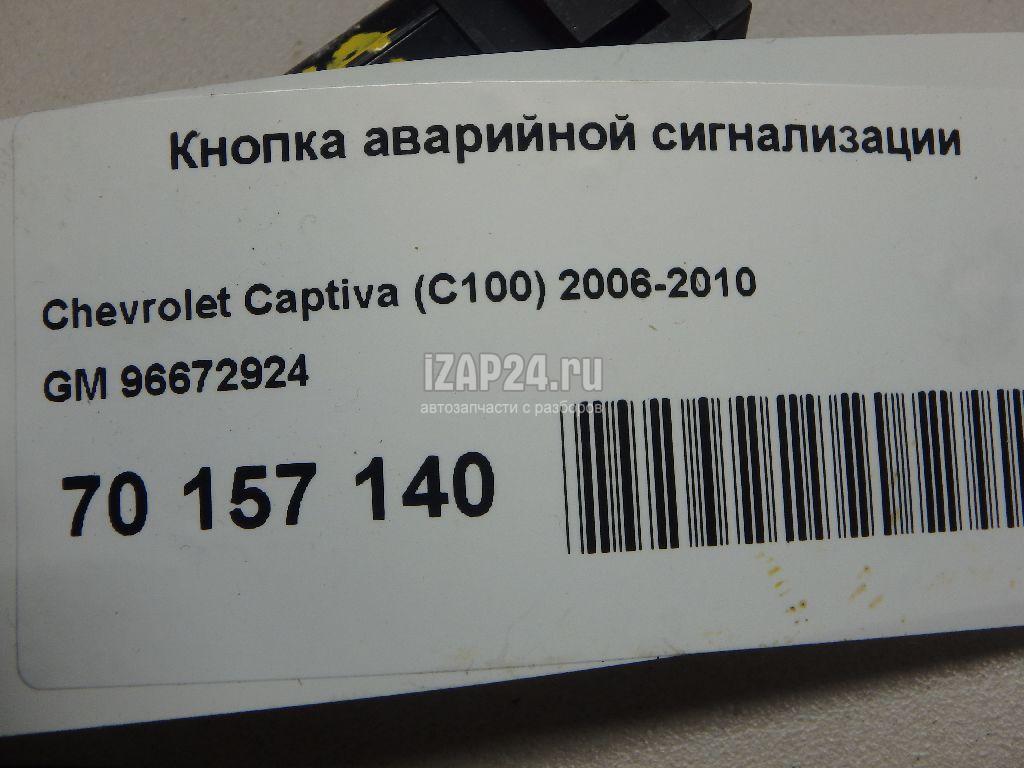 Кнопка аварийной сигнализации
Chevrolet Captiva (C100) 2006-2010
GM 96672924
iZAP24.ru
автозапчасти с разборов
70 157 140